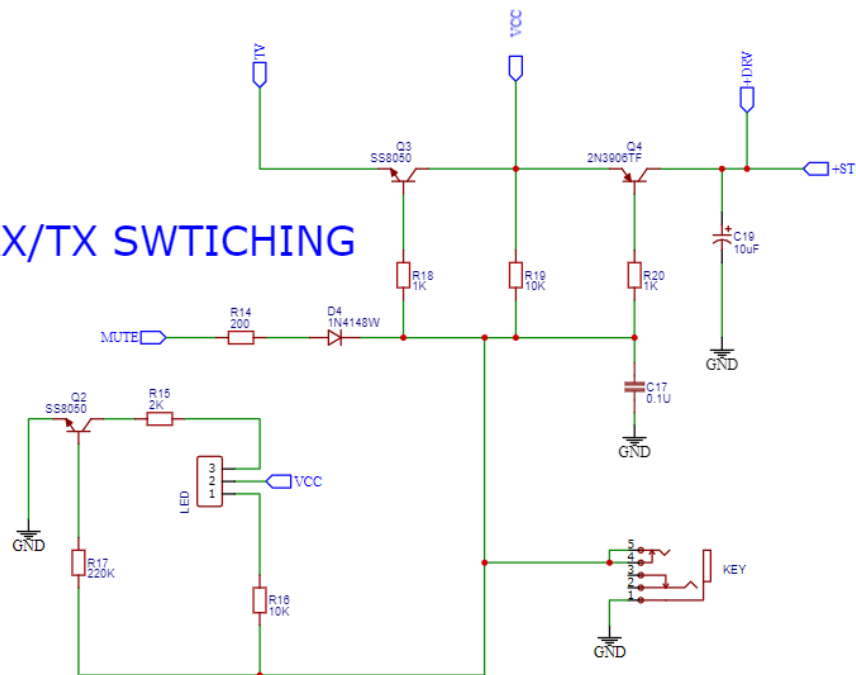 TV
VCC
+DRV
Q3
SS8050
Q4
2N3906TF
+ST
C19
10uF
X/TX SWTICHING
R18
1K
R19
10K
R20
1K
R14
200
D4
1N4148W
MUTE
GND
C17
0.1U
GND
Q2
SS8050
R15
2K
3
2
1
VCC
LED
GND
R17
220K
R16
10K
5
4
3
2
1
KEY
GND